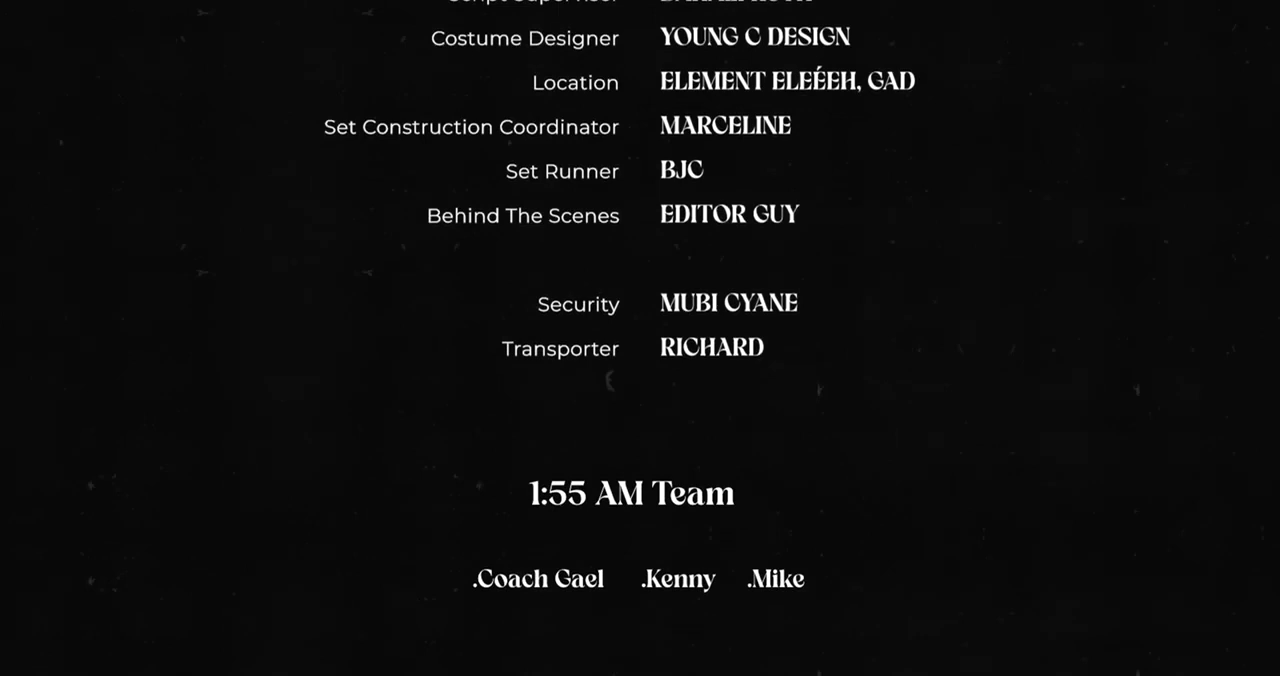 Costume Designer YOUNG C DESIGN
Location ELEMENT ELEÉEH, GAD
Set Construction Coordinator MARCELINE
Set Runner BJC
Behind The Scenes EDITOR GUY
Security MUBI CYANE
Transporter RICHARD
1:55 AM Team
.Coach Gael .Kenny .Mike